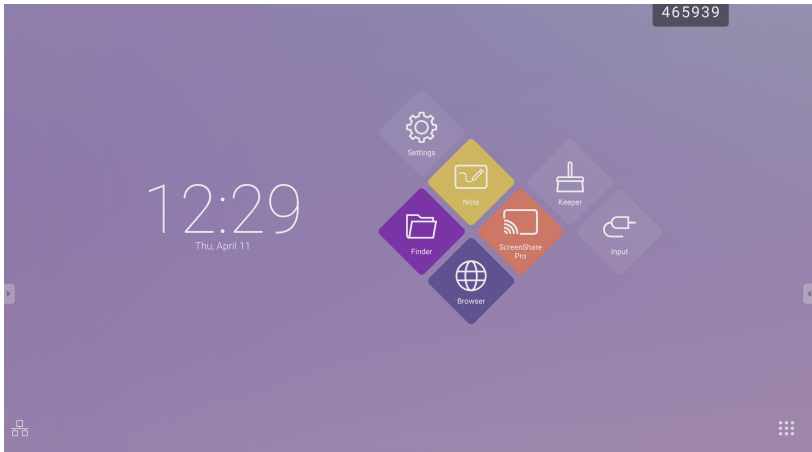 465939
Settings
Note
Keeper
12:29
Thu, April 11
Finder
ScreenShare
Pro
Input
Browser